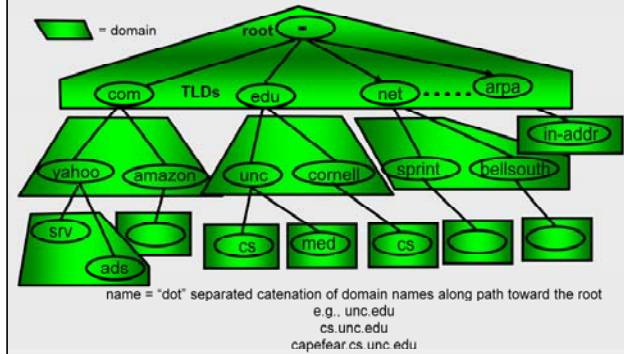 = domain
root
com TLDs edu net ..... arpa
in-addr
yahoo amazon unc cornell sprint bellsouth
srv
cs med cs
ads
name = “dot” separated catenation of domain names along path toward the root
e.g., unc.edu
cs.unc.edu
capefear.cs.unc.edu